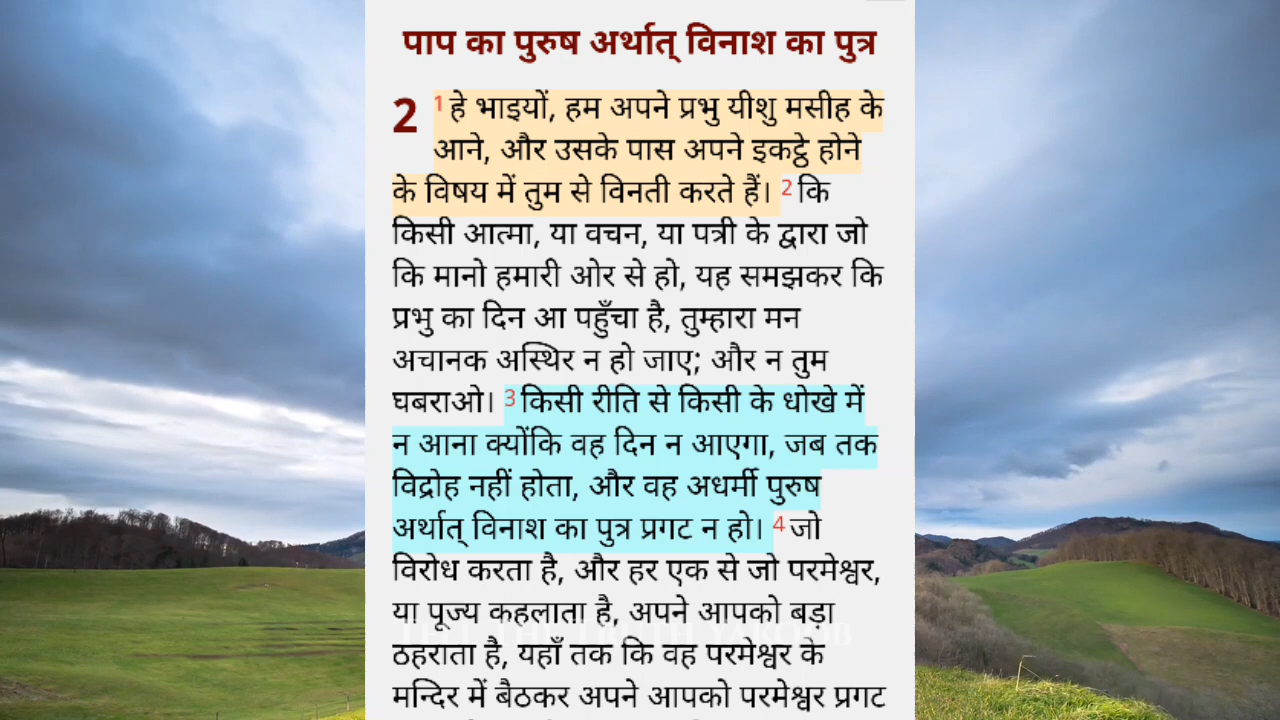 पाप का पुरुष अर्थात् विनाश का पुत्र
2 1 हे भाइयों, हम अपने प्रभु यीशु मसीह के
आने, और उसके पास अपने इकट्ठे होने
के विषय में तुम से विनती करते हैं। 2 कि
किसी आत्मा, या वचन, या पत्री के द्वारा जो
कि मानो हमारी ओर से हो, यह समझकर कि
प्रभु का दिन आ पहुँचा है, तुम्हारा मन
अचानक अस्थिर न हो जाए; और न तुम
घबराओ। 3 किसी रीति से किसी के धोखे में
न आना क्योंकि वह दिन न आएगा, जब तक
विद्रोह नहीं होता, और वह अधर्मी पुरुष
अर्थात् विनाश का पुत्र प्रगट न हो। 4 जो
विरोध करता है, और हर एक से जो परमेश्वर,
या पूज्य कहलाता है, अपने आपको बड़ा
ठहराता है, यहाँ तक कि वह परमेश्वर के
मन्दिर में बैठकर अपने आपको परमेश्वर प्रगट